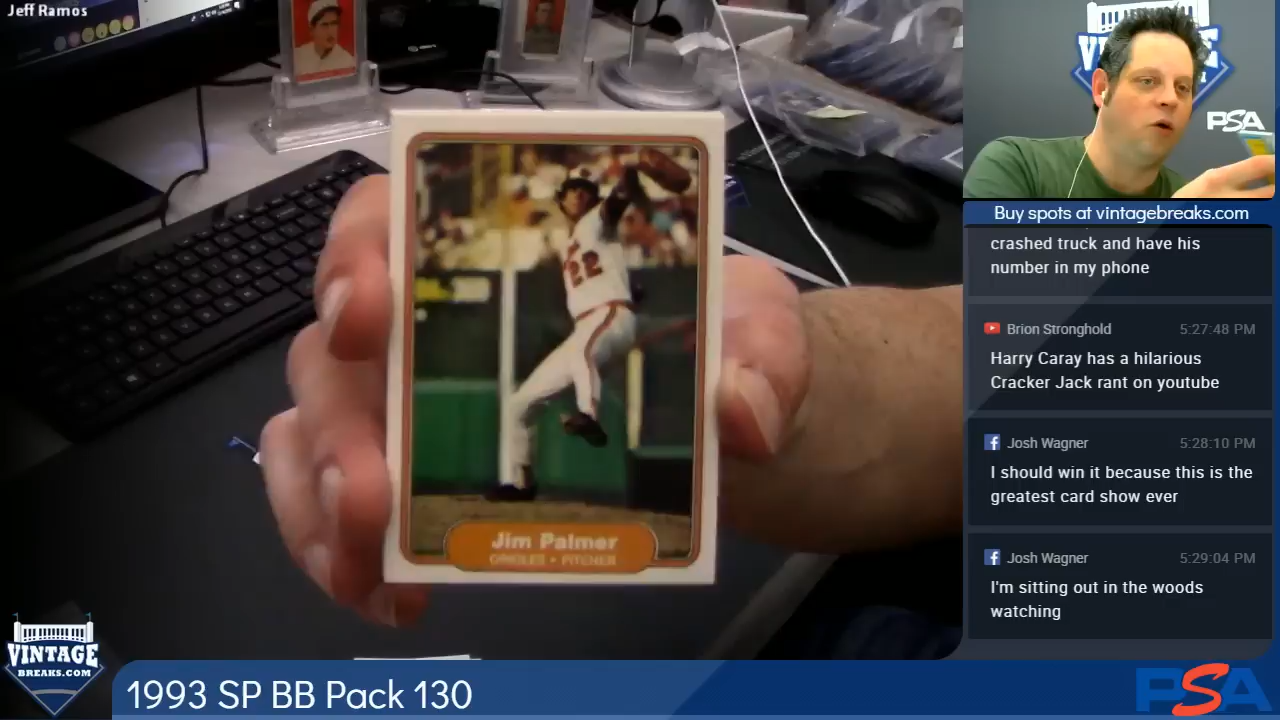 Jeff Ramos
PSA
Buy spots at vintagebreaks.com
crashed truck and have his
number in my phone
Brion Stronghold 5:27:48 PM
Harry Caray has a hilarious
Cracker Jack rant on youtube
Josh Wagner 5:28:10 PM
I should win it because this is the
greatest card show ever
Josh Wagner 5:29:04 PM
I'm sitting out in the woods
watching
22
Jim Palmer
ORIOLES • PITCHER
VINTAGE
BREAKS.COM
1993 SP BB Pack 130
PSA